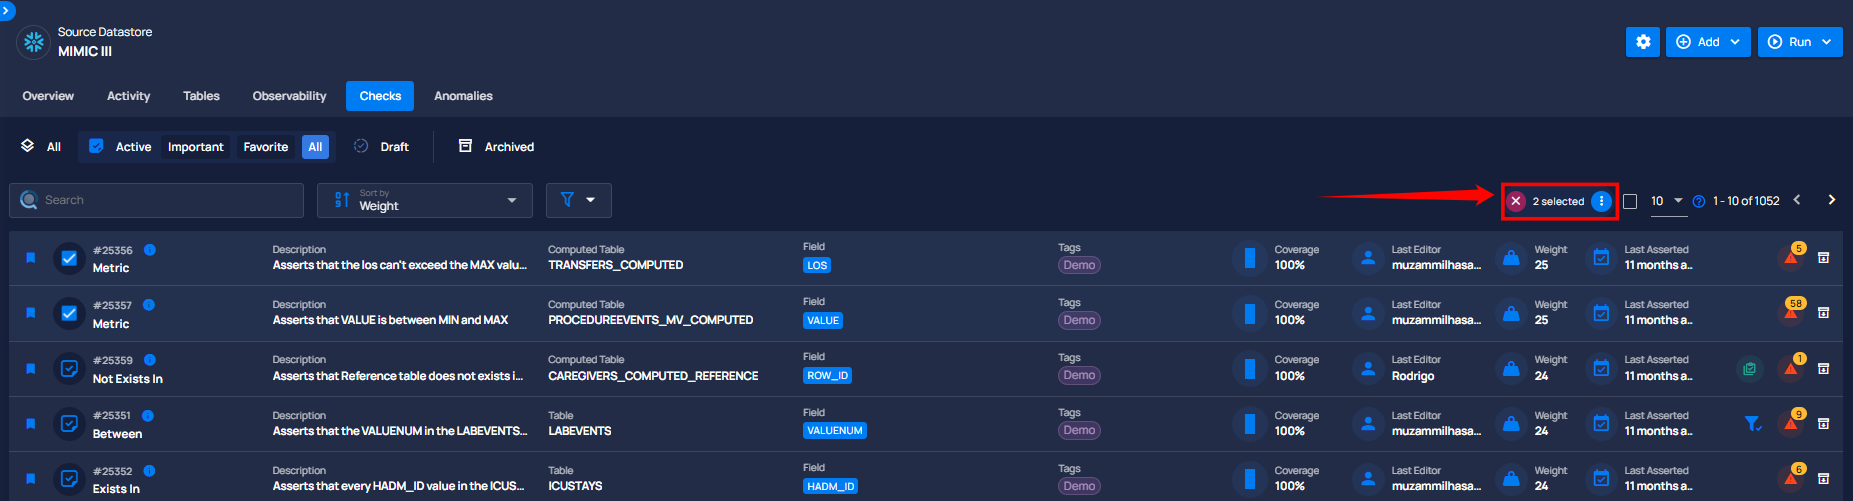 Source Datastore
MIMIC III
Add
Run
Overview
Activity
Tables
Observability
Checks
Anomalies
All
Active
Important
Favorite
All
Draft
Archived
Search
Sort by
Weight
2 selected
10
1 - 10 of 1052
#25356
Metric
Description
Asserts that the los can't exceed the MAX valu...
Computed Table
TRANSFERS_COMPUTED
Field
LOS
Tags
Demo
Coverage
100%
Last Editor
muzammilhasa...
Weight
25
Last Asserted
11 months a...
5
#25357
Metric
Description
Asserts that VALUE is between MIN and MAX
Computed Table
PROCEDUREEVENTS_MV_COMPUTED
Field
VALUE
Tags
Demo
Coverage
100%
Last Editor
muzammilhasa...
Weight
25
Last Asserted
11 months a..
58
#25359
Not Exists In
Description
Asserts that Reference table does not exists i...
Computed Table
CAREGIVERS_COMPUTED_REFERENCE
Field
ROW_ID
Tags
Demo
Coverage
100%
Last Editor
Rodrigo
Weight
24
Last Asserted
11 months a..
1
#25351
Between
Description
Asserts that the VALUENUM in the LABEVENTS...
Table
LABEVENTS
Field
VALUENUM
Tags
Demo
Coverage
100%
Last Editor
muzammilhasa...
Weight
24
Last Asserted
11 months a..
9
#25352
Exists In
Description
Asserts that every HADM_ID value in the ICUS...
Table
ICUSTAYS
Field
HADM_ID
Tags
Demo
Coverage
100%
Last Editor
muzammilhasa...
Weight
24
Last Asserted
11 months a..
6